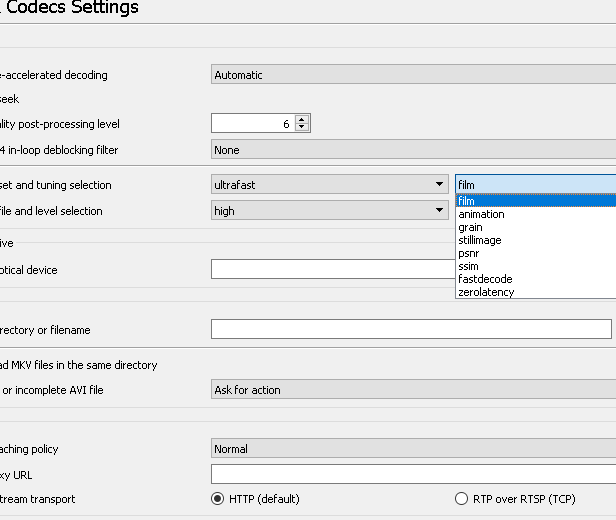 Codecs Settings
e-accelerated decoding Automatic
seek
lity post-processing level 6
4 in-loop deblocking filter None
set and tuning selection ultrafast film
film
file and level selection high
animation
grain
stillimage
psnr
ssim
fastdecode
zerolatency
ive
optical device
rectory or filename
ad MKV files in the same directory
or incomplete AVI file Ask for action
aching policy Normal
xy URL
tream transport HTTP (default) RTP over RTSP (TCP)